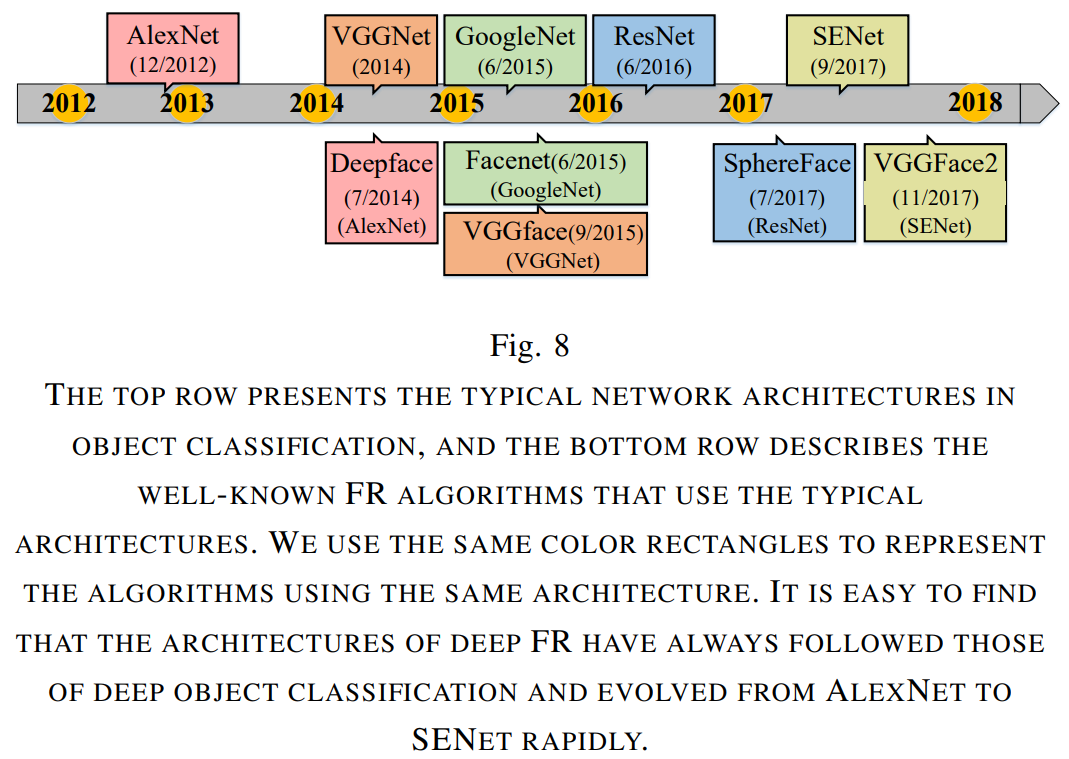 AlexNet
(12/2012)
VGGNet
(2014)
GoogleNet
(6/2015)
ResNet
(6/2016)
SENet
(9/2017)
2012 2013 2014 2015 2016 2017 2018
Deepface
(7/2014)
(AlexNet)
Facenet(6/2015)
(GoogleNet)
VGGface(9/2015)
(VGGNet)
SphereFace
(7/2017)
(ResNet)
VGGFace2
(11/2017)
(SENet)
Fig. 8
THE TOP ROW PRESENTS THE TYPICAL NETWORK ARCHITECTURES IN
OBJECT CLASSIFICATION, AND THE BOTTOM ROW DESCRIBES THE
WELL-KNOWN FR ALGORITHMS THAT USE THE TYPICAL
ARCHITECTURES. WE USE THE SAME COLOR RECTANGLES TO REPRESENT
THE ALGORITHMS USING THE SAME ARCHITECTURE. IT IS EASY TO FIND
THAT THE ARCHITECTURES OF DEEP FR HAVE ALWAYS FOLLOWED THOSE
OF DEEP OBJECT CLASSIFICATION AND EVOLVED FROM ALEXNET TO
SENET RAPIDLY.